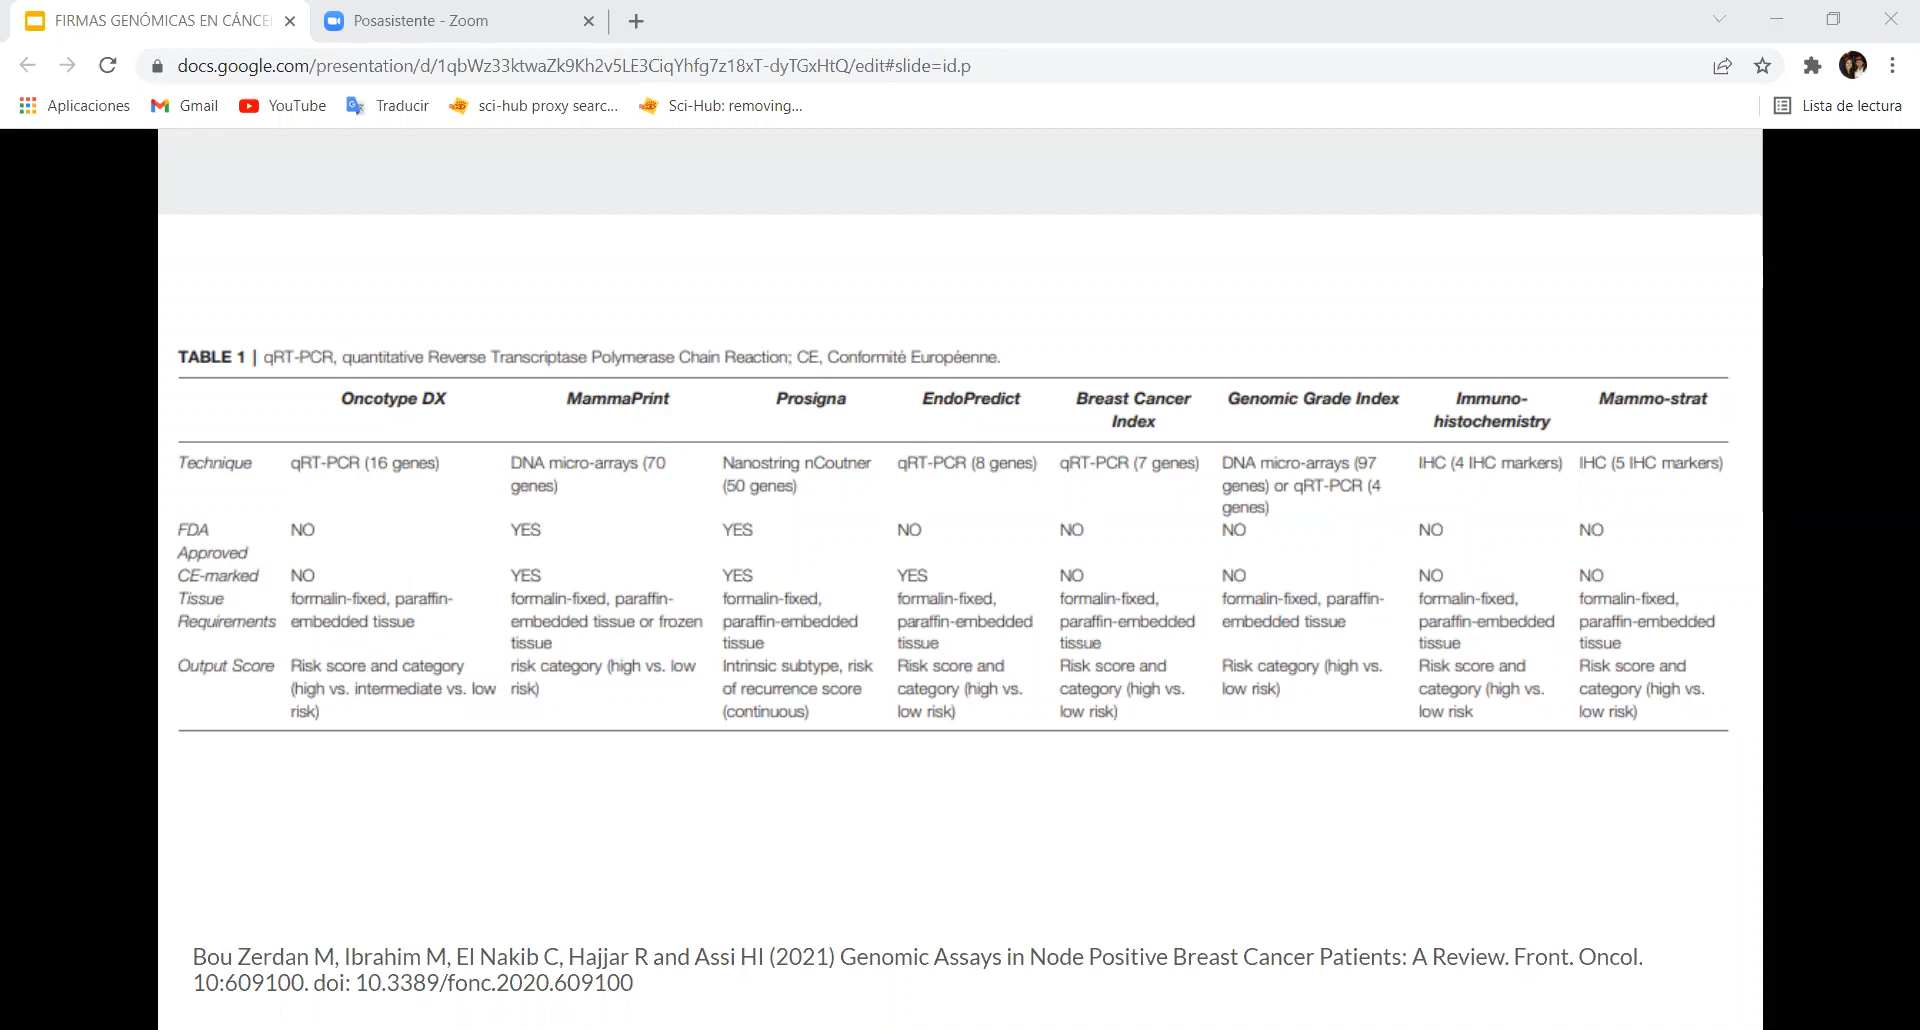 FIRMAS GENÓMICAS EN CÁNCE
Posasistente - Zoom
docs.google.com/presentation/d/1qbWz33ktwaZk9Kh2v5LE3CiqYhfg7z18xT-dyTGxHtQ/edit#slide=id.p
Aplicaciones Gmail YouTube Traducir sci-hub proxy searc... Sci-Hub: removing... Lista de lectura
TABLE 1 | qRT-PCR, quantitative Reverse Transcriptase Polymerase Chain Reaction; CE, Conformité Européenne.
Oncotype DX MammaPrint Prosigna EndoPredict Breast Cancer Genomic Grade Index Immuno- Mammo-strat
Index histochemistry
Technique qRT-PCR (16 genes) DNA micro-arrays (70 Nanostring nCoutner qRT-PCR (8 genes) qRT-PCR (7 genes) DNA micro-arrays (97 IHC (4 IHC markers) IHC (5 IHC markers)
genes) (50 genes) genes) or qRT-PCR (4
genes)
FDA NO YES YES NO NO NO NO NO
Approved
CE-marked NO YES YES YES NO NO NO NO
Tissue formalin-fixed, paraffin- formalin-fixed, paraffin- formalin-fixed, formalin-fixed, formalin-fixed, formalin-fixed, paraffin- formalin-fixed, formalin-fixed,
Requirements embedded tissue embedded tissue or frozen paraffin-embedded paraffin-embedded paraffin-embedded embedded tissue paraffin-embedded paraffin-embedded
tissue tissue tissue tissue tissue tissue
Output Score Risk score and category risk category (high vs. low Intrinsic subtype, risk Risk score and Risk score and Risk category (high vs. Risk score and Risk score and
(high vs. intermediate vs. low risk) of recurrence score category (high vs. category (high vs. low risk) category (high vs. category (high vs.
risk) (continuous) low risk) low risk) low risk low risk)
Bou Zerdan M, Ibrahim M, El Nakib C, Hajjar R and Assi HI (2021) Genomic Assays in Node Positive Breast Cancer Patients: A Review. Front. Oncol.
10:609100. doi: 10.3389/fonc.2020.609100